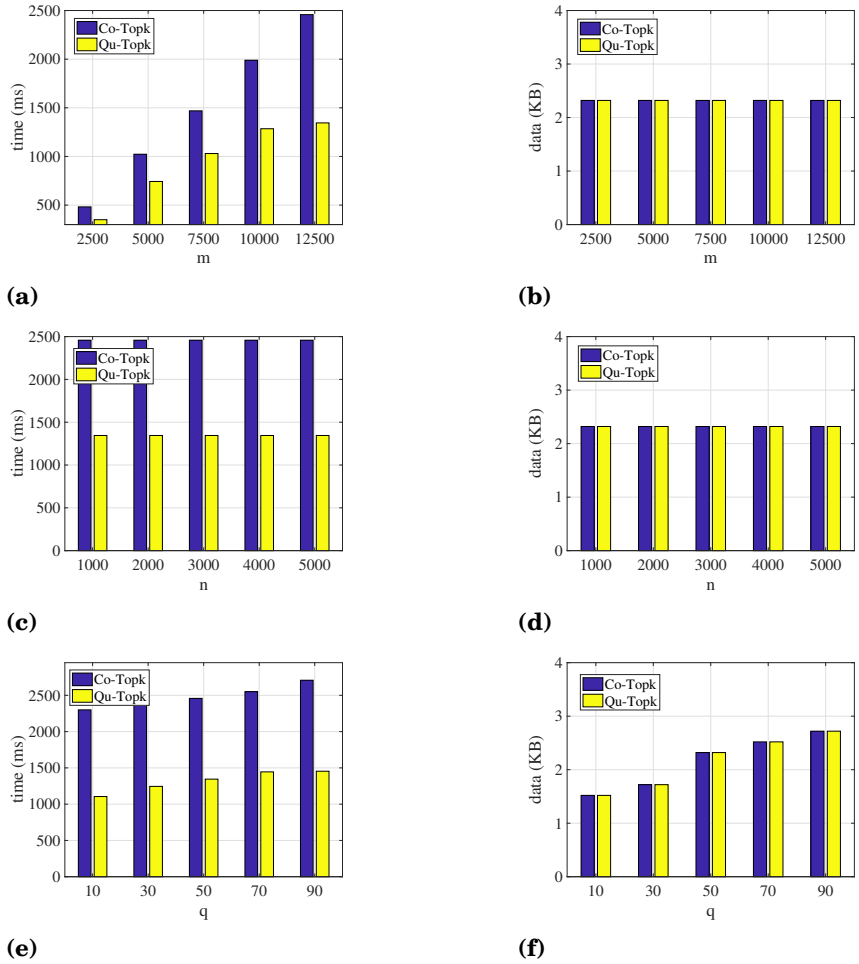 2500
2000
1500
1000
500
time (ms)
Co-Topk
Qu-Topk
2500 5000 7500 10000 12500
m
(a)
4
3
2
1
0
data (KB)
Co-Topk
Qu-Topk
2500 5000 7500 10000 12500
m
(b)
2500
2000
1500
1000
500
0
time (ms)
Co-Topk
Qu-Topk
1000 2000 3000 4000 5000
n
(c)
4
3
2
1
0
data (KB)
Co-Topk
Qu-Topk
1000 2000 3000 4000 5000
n
(d)
2500
2000
1500
1000
500
0
time (ms)
Co-Topk
Qu-Topk
10 30 50 70 90
q
(e)
4
3
2
1
0
data (KB)
Co-Topk
Qu-Topk
10 30 50 70 90
q
(f)